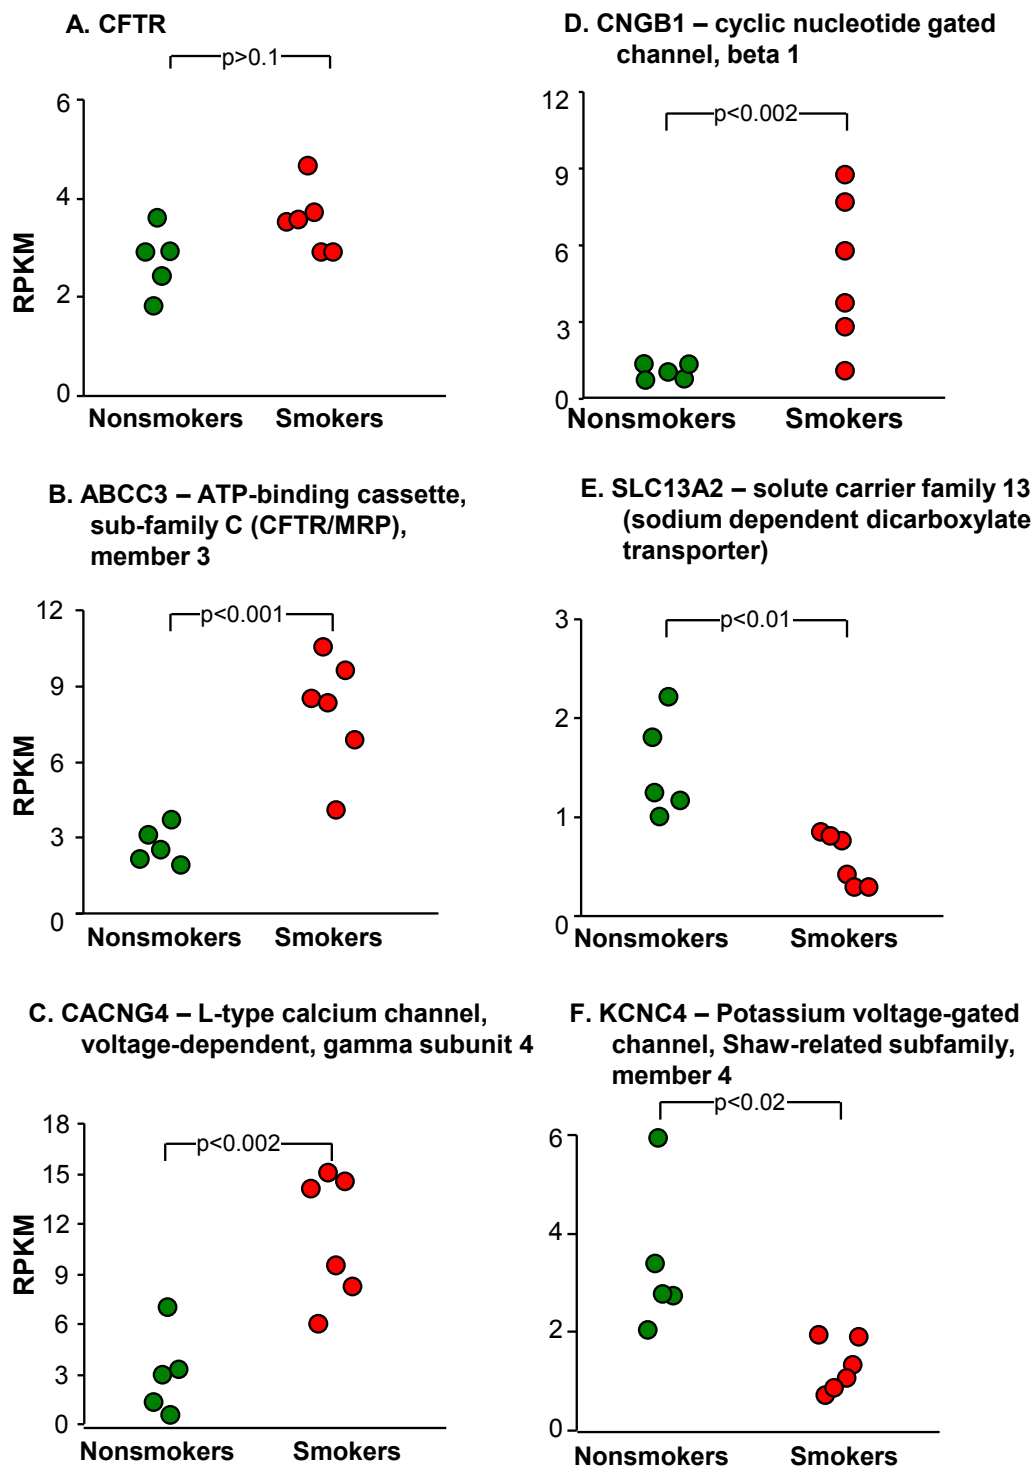 A. CFTR
p>0.1
6
4
2
0
RPKM
Nonsmokers Smokers
B. ABCC3 – ATP-binding cassette,
sub-family C (CFTR/MRP),
member 3
p<0.001
12
9
6
3
0
RPKM
Nonsmokers Smokers
C. CACNG4 – L-type calcium channel,
voltage-dependent, gamma subunit 4
p<0.002
18
15
12
9
6
3
0
RPKM
Nonsmokers Smokers
D. CNGB1 – cyclic nucleotide gated
channel, beta 1
p<0.002
12
9
6
3
0
Nonsmokers Smokers
E. SLC13A2 – solute carrier family 13
(sodium dependent dicarboxylate
transporter)
p<0.01
3
2
1
0
Nonsmokers Smokers
F. KCNC4 – Potassium voltage-gated
channel, Shaw-related subfamily,
member 4
p<0.02
6
4
2
0
Nonsmokers Smokers